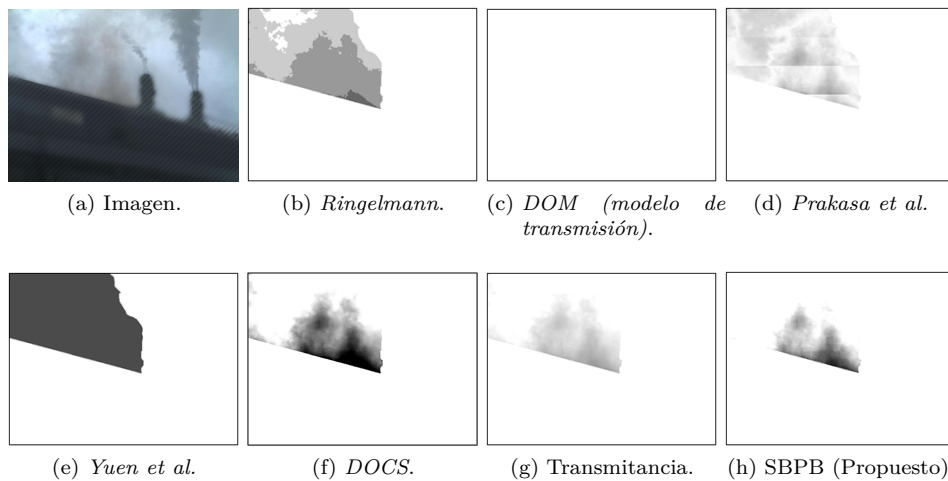 (a) Imagen.
(b) Ringelmann.
(c) DOM (modelo de
transmisión).
(d) Prakasa et al.
(e) Yuen et al.
(f) DOCS.
(g) Transmitancia.
(h) SBPB (Propuesto)